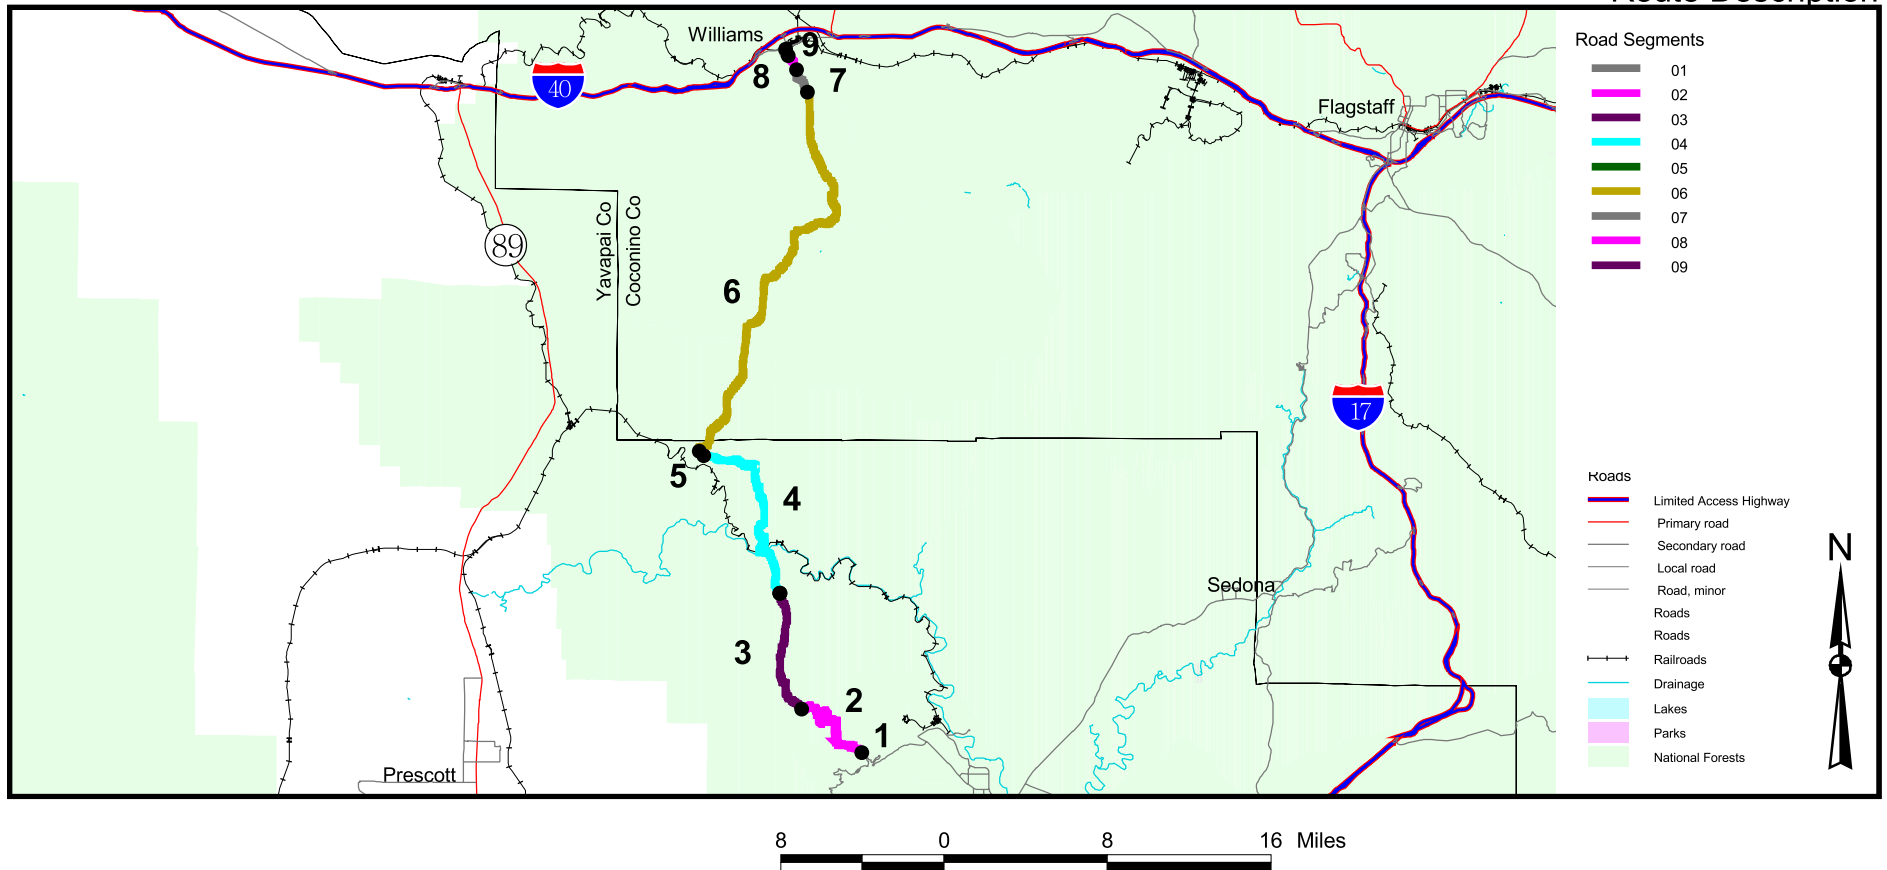 Route Description
Williams
9
8
7
40
Flagstaff
89
Yavapai Co
Coconino Co
6
17
5
4
Sedona
3
2
1
Prescott
Road Segments
01
02
03
04
05
06
07
08
09
Roads
Limited Access Highway
Primary road
Secondary road
Local road
Road, minor
Roads
Roads
Railroads
Drainage
Lakes
Parks
National Forests
N
8 0 8 16 Miles